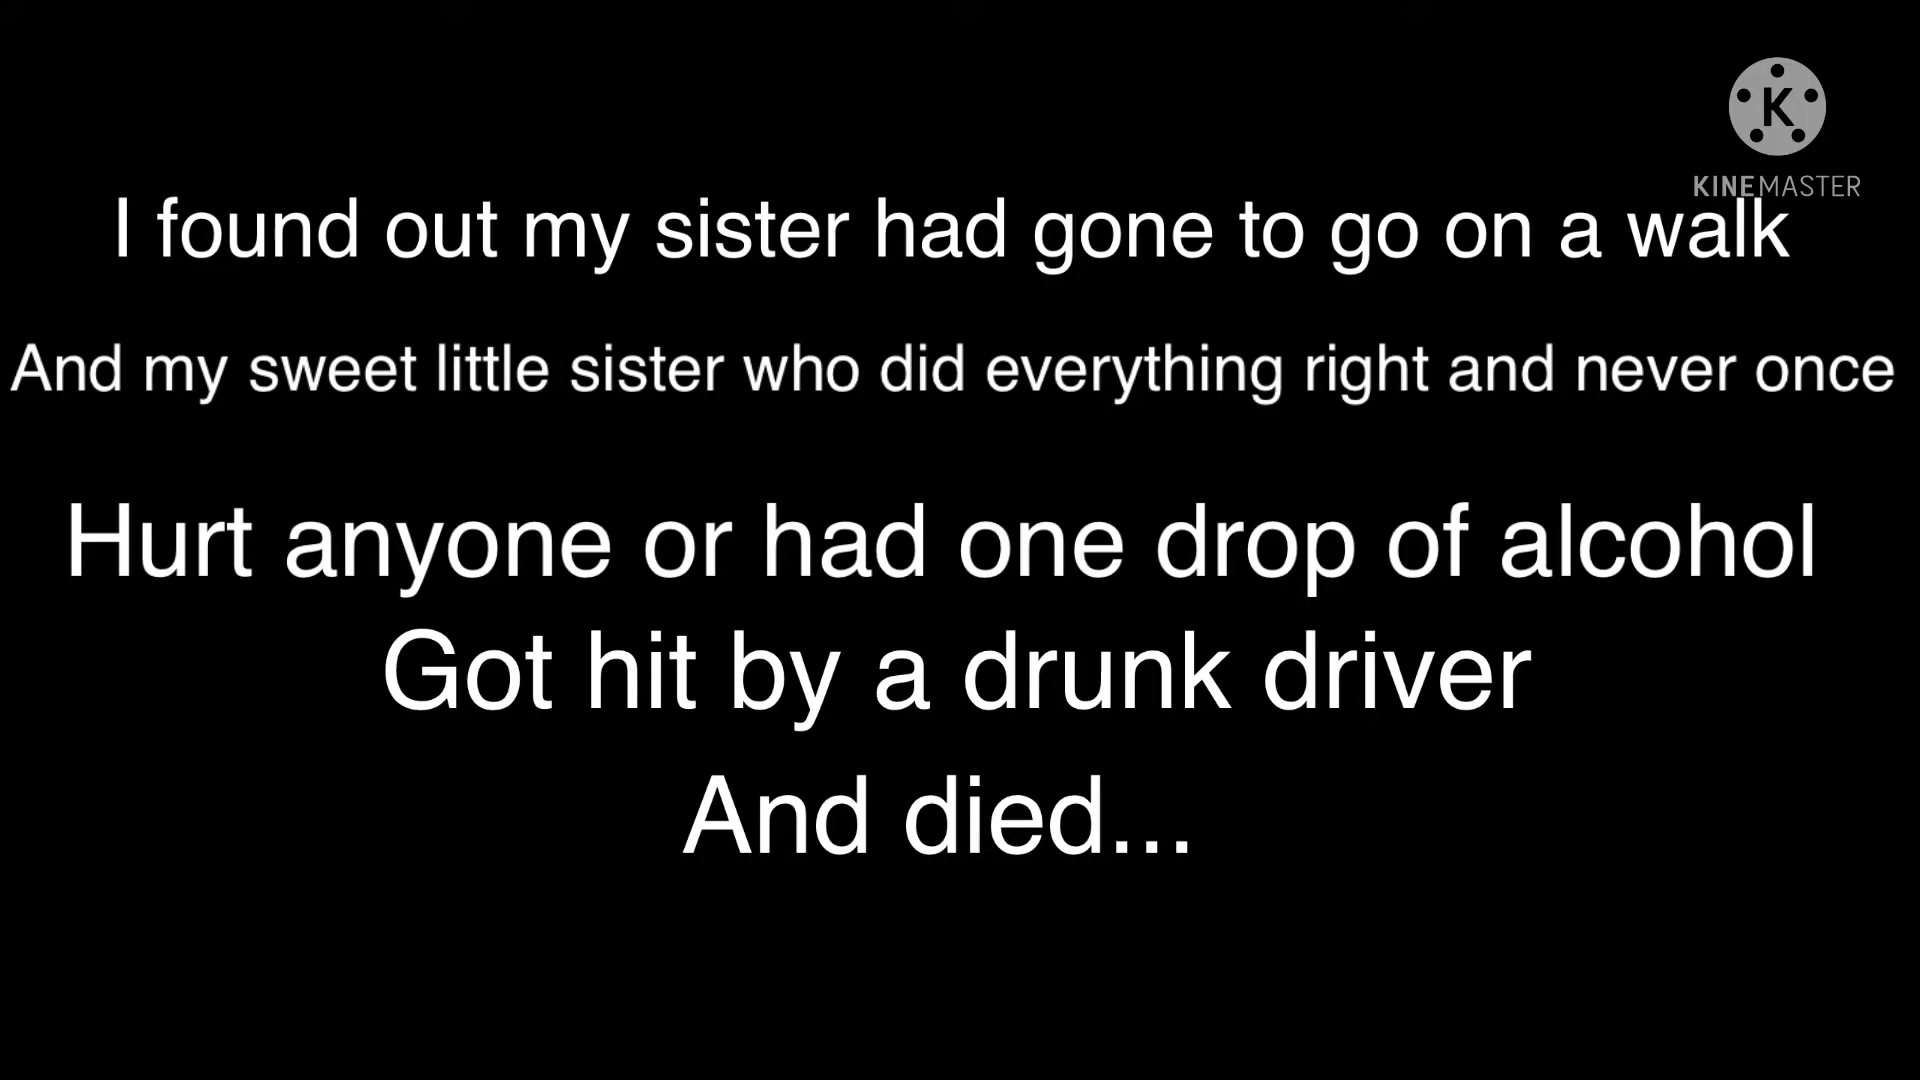 K
KINEMASTER
I found out my sister had gone to go on a walk
And my sweet little sister who did everything right and never once
Hurt anyone or had one drop of alcohol
Got hit by a drunk driver
And died...